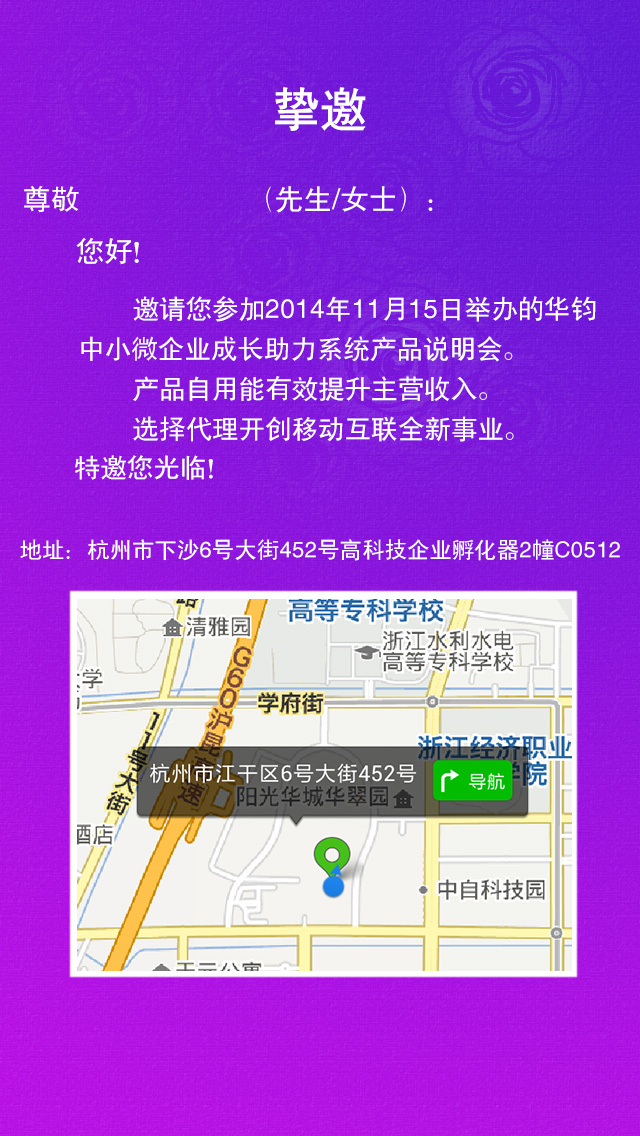 挚邀
尊敬 （先生/女士）:
您好!
邀请您参加2014年11月15日举办的华钧
中小微企业成长助力系统产品说明会。
产品自用能有效提升主营收入。
选择代理开创移动互联全新事业。
特邀您光临!
地址: 杭州市下沙6号大街452号高科技企业孵化器2幢C0512
路
高等专科学校
清雅园
浙江水利水电
高等专科学校
学
G60沪昆高速
学府街
11号大街
浙江经济职业
学院
杭州市江干区6号大街452号
导航
阳光华城华翠园
酒店
中自科技园
天元公寓